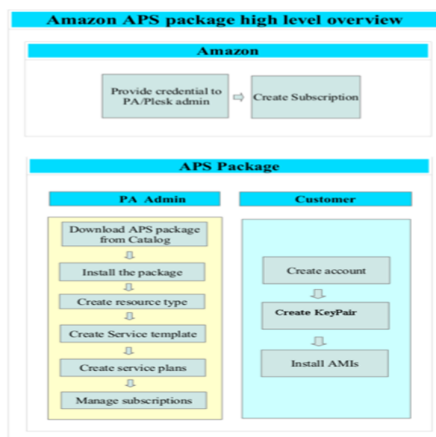 Amazon APS package high level overview
Amazon
Provide credential to
PA/Plesk admin
Create Subscription
APS Package
PA Admin
Download APS package
from Catalog
Install the package
Create resource type
Create Service template
Create service plans
Manage subscriptions
Customer
Create account
Create KeyPair
Install AMIs